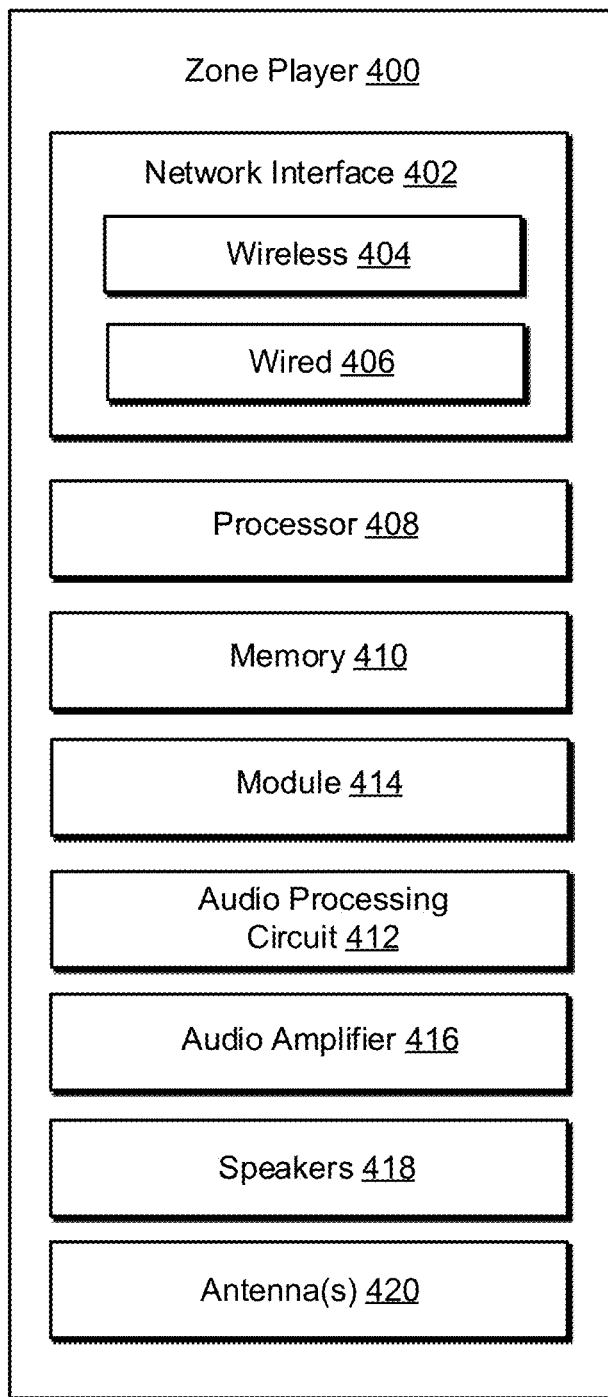 Zone Player 400
Network Interface 402
Wireless 404
Wired 406
Processor 408
Memory 410
Module 414
Audio Processing
Circuit 412
Audio Amplifier 416
Speakers 418
Antenna(s) 420